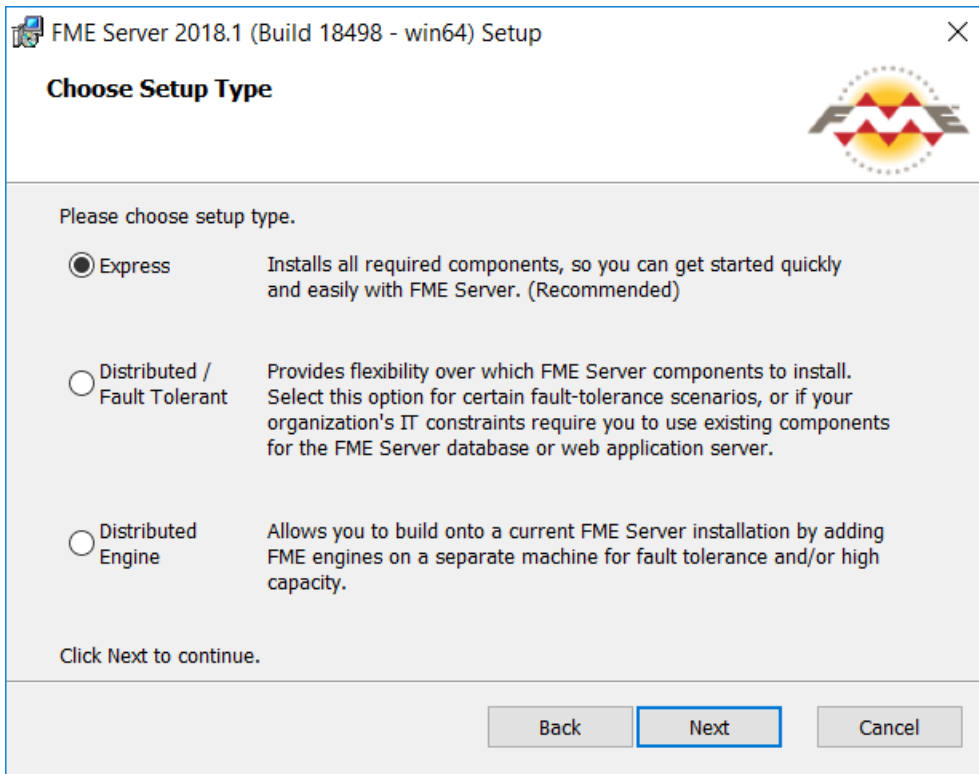 FME Server 2018.1 (Build 18498 - win64) Setup
Choose Setup Type
FME
Please choose setup type.
Express
Installs all required components, so you can get started quickly
and easily with FME Server. (Recommended)
Distributed /
Fault Tolerant
Provides flexibility over which FME Server components to install.
Select this option for certain fault-tolerance scenarios, or if your
organization's IT constraints require you to use existing components
for the FME Server database or web application server.
Distributed
Engine
Allows you to build onto a current FME Server installation by adding
FME engines on a separate machine for fault tolerance and/or high
capacity.
Click Next to continue.
Back
Next
Cancel